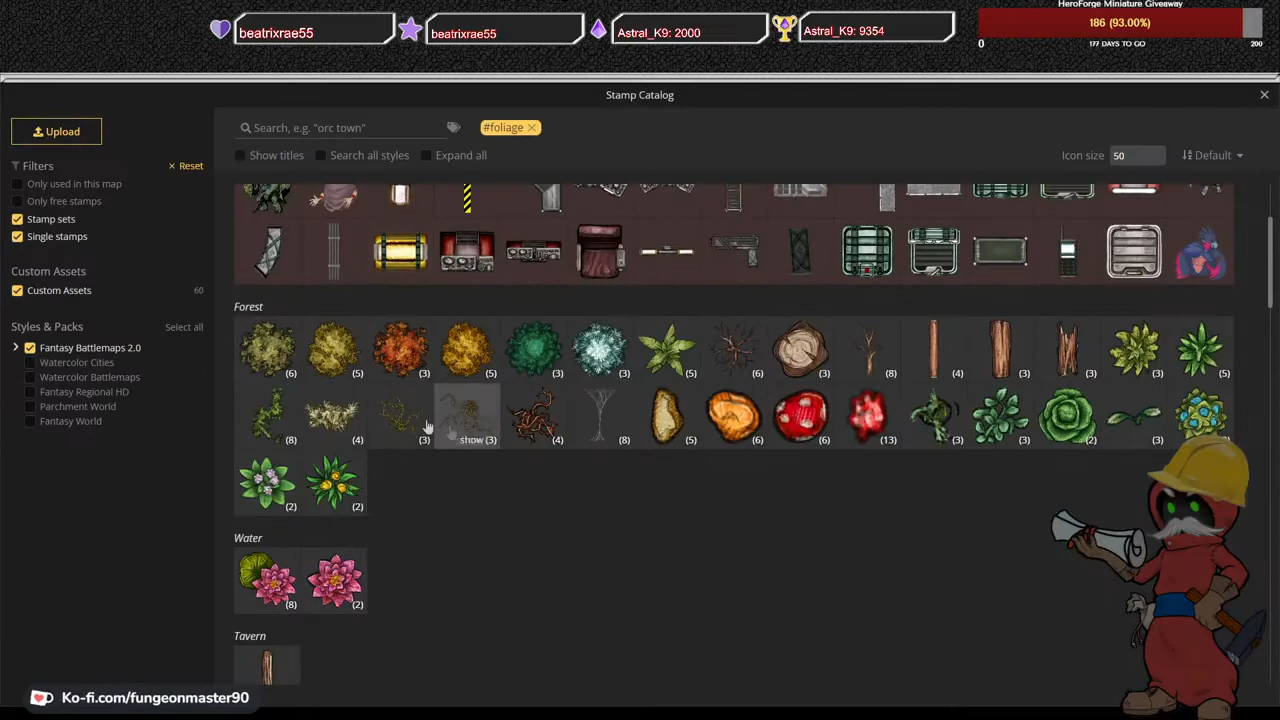 HeroForge Miniature Giveaway
beatrixrae55
beatrixrae55
Astral_K9: 2000
Astral_K9: 9354
186 (93.00%)
0
177 DAYS TO GO
200
Stamp Catalog
Upload
Search, e.g. "orc town"
#foliage
Filters
Reset
Show titles
Search all styles
Expand all
Icon size
50
Default
Only used in this map
Only free stamps
Stamp sets
Single stamps
Custom Assets
Custom Assets
60
Styles & Packs
Select all
Fantasy Battlemaps 2.0
Watercolor Cities
Watercolor Battlemaps
Fantasy Regional HD
Parchment World
Fantasy World
Forest
(6) (5) (3) (5) (3) (3) (5) (6) (3) (8) (4) (3) (3) (3) (5)
(8) (4) (3) show (3) (4) (8) (5) (6) (6) (13) (3) (3) (2) (3)
(2) (2)
Water
(8) (2)
Tavern
Ko-fi.com/fungeonmaster90